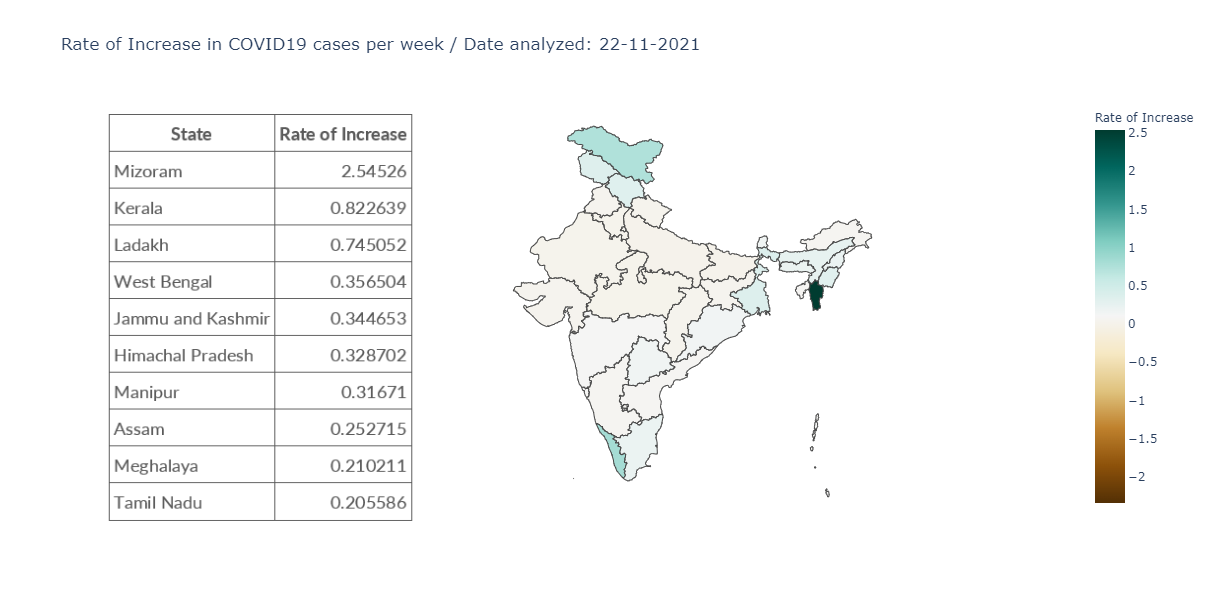 Rate of Increase in COVID19 cases per week / Date analyzed: 22-11-2021
State Rate of Increase
Mizoram 2.54526
Kerala 0.822639
Ladakh 0.745052
West Bengal 0.356504
Jammu and Kashmir 0.344653
Himachal Pradesh 0.328702
Manipur 0.31671
Assam 0.252715
Meghalaya 0.210211
Tamil Nadu 0.205586
Rate of Increase
2.5
2
1.5
1
0.5
0
−0.5
−1
−1.5
−2